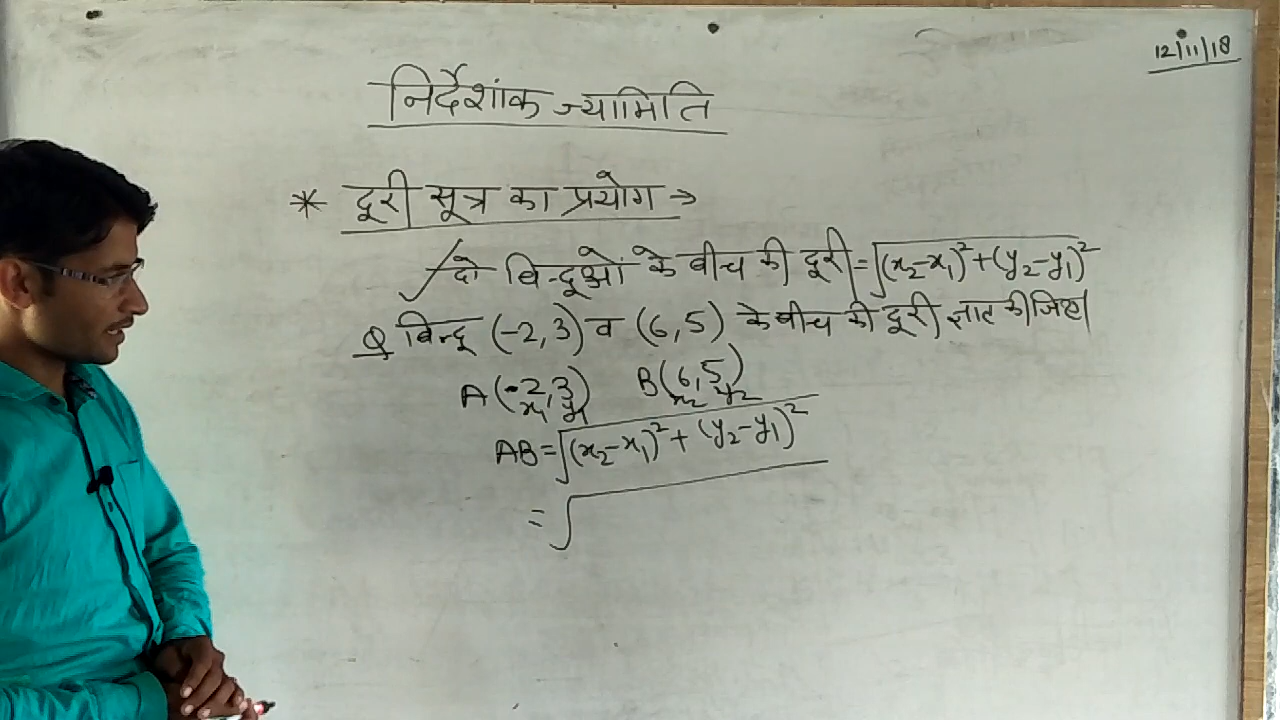 12/11/18
निर्देशांक ज्यामिति
* दूरी सूत्र का प्रयोग →
दो बिन्दूओं के बीच की दूरी = √(x₂-x₁)²+(y₂-y₁)²
Q बिन्दू (-2,3) व (6,5) के बीच की दूरी ज्ञात कीजिए।
A(-2,3) B(6,5)
x₁ y₁ x₂ y₂
AB=√(x₂-x₁)²+(y₂-y₁)²
=√